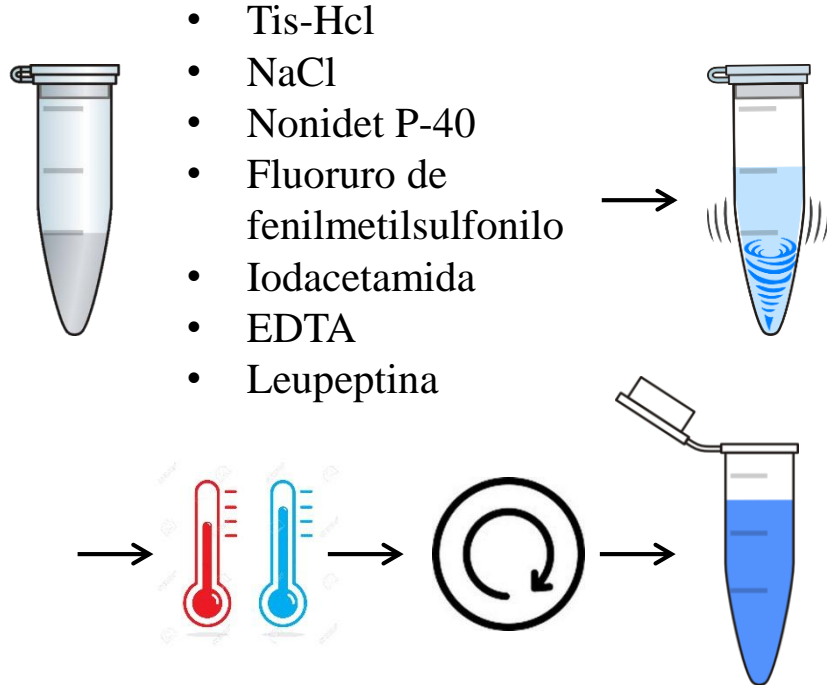 • Tis-Hcl
• NaCl
• Nonidet P-40
• Fluoruro de
fenilmetilsulfonilo
• Iodacetamida
• EDTA
• Leupeptina